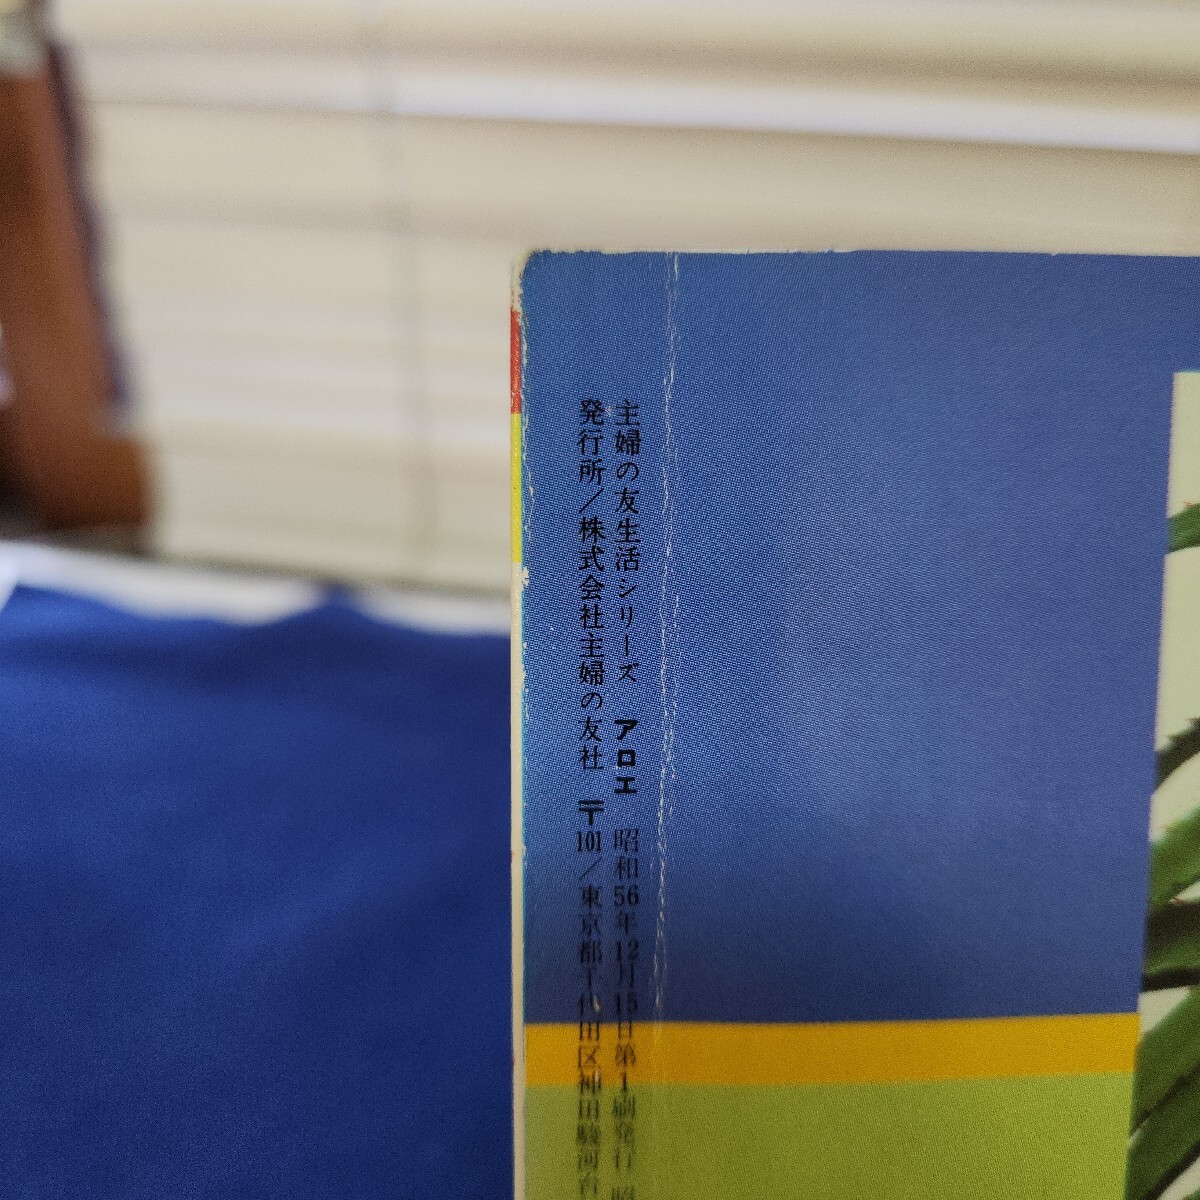 主婦の友生活シリーズ アロエ 昭和56年12月15日第1刷発行 昭
発行所／株式会社主婦の友社 〒101／東京都千代田区神田駿河台